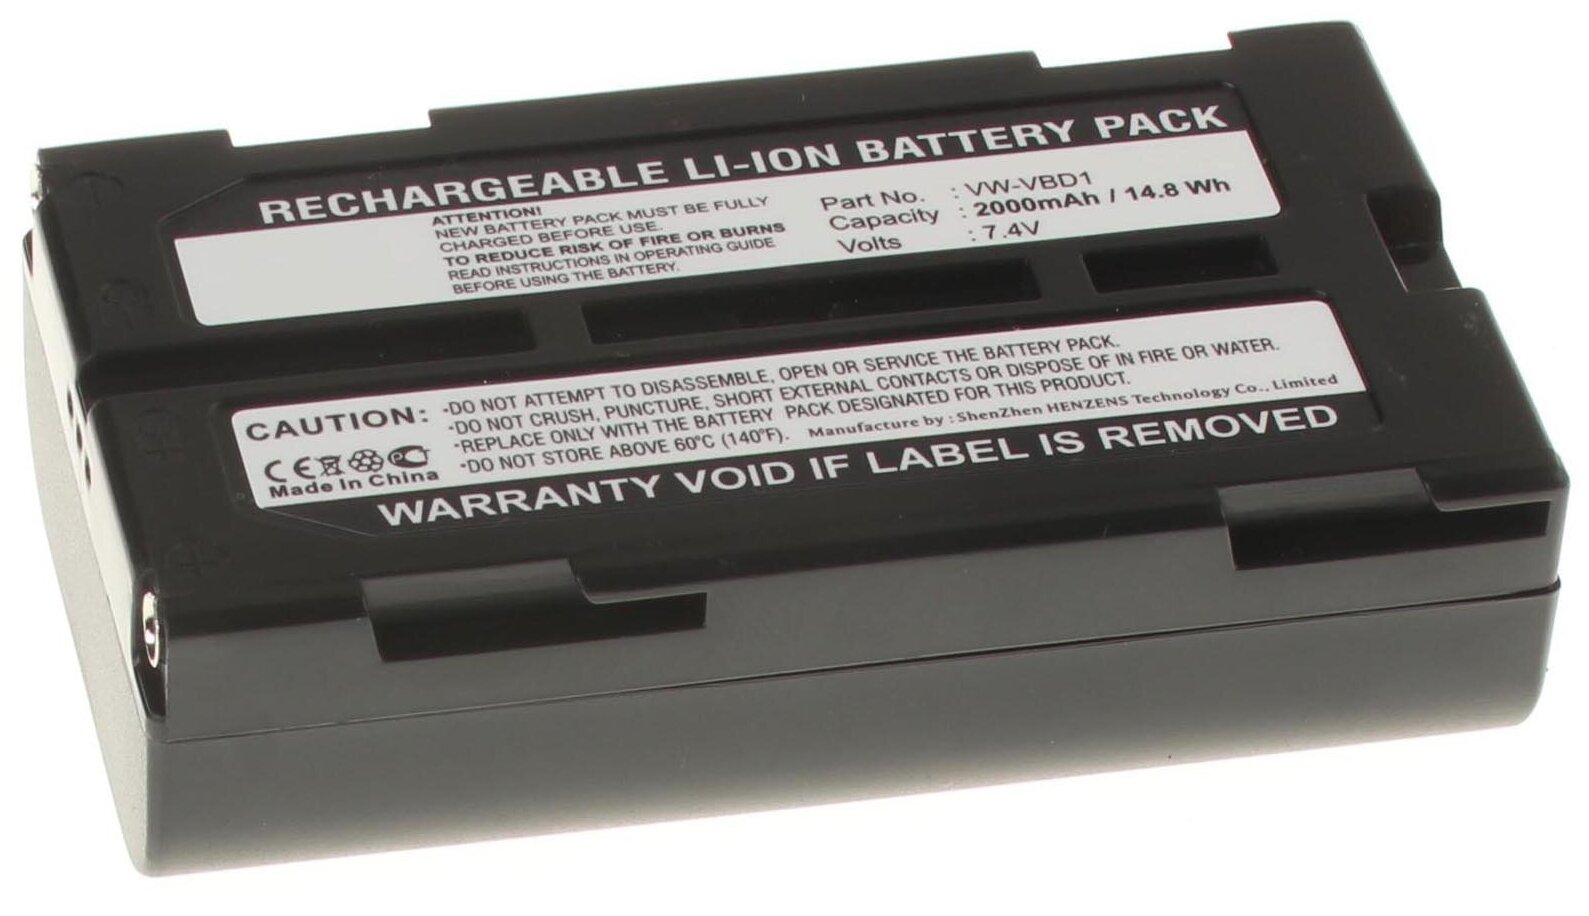 RECHARGEABLE LI-ION BATTERY PACK
ATTENTION!
NEW BATTERY PACK MUST BE FULLY
CHARGED BEFORE USE.
TO REDUCE RISK OF FIRE OR BURNS
READ INSTRUCTIONS IN OPERATING GUIDE
BEFORE USING THE BATTERY.
Part No. : VW-VBD1
Capacity : 2000mAh / 14.8 Wh
Volts : 7.4V
CAUTION:
·DO NOT ATTEMPT TO DISASSEMBLE, OPEN OR SERVICE THE BATTERY PACK.
·DO NOT CRUSH, PUNCTURE, SHORT EXTERNAL CONTACTS OR DISPOSE OF IN FIRE OR WATER.
·REPLACE ONLY WITH THE BATTERY PACK DESIGNATED FOR THIS PRODUCT.
·DO NOT STORE ABOVE 60°C (140°F). Manufacture by : ShenZhen HENZENS Technology Co., Limited
CE
Made In China
WARRANTY VOID IF LABEL IS REMOVED